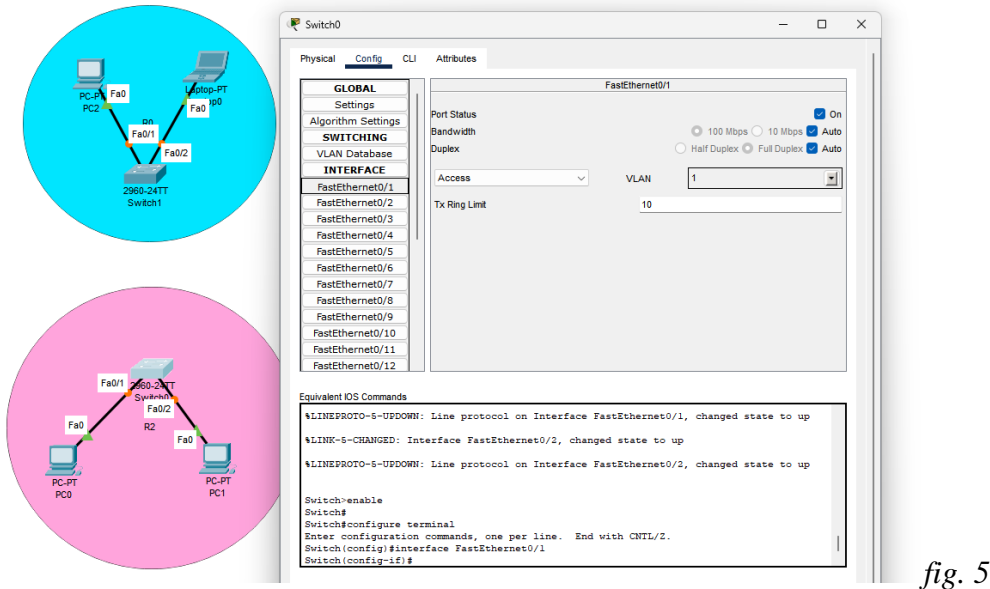 Switch0
Physical Config CLI Attributes
GLOBAL
Settings
Algorithm Settings
SWITCHING
VLAN Database
INTERFACE
FastEthernet0/1
FastEthernet0/2
FastEthernet0/3
FastEthernet0/4
FastEthernet0/5
FastEthernet0/6
FastEthernet0/7
FastEthernet0/8
FastEthernet0/9
FastEthernet0/10
FastEthernet0/11
FastEthernet0/12
FastEthernet0/1
Port Status On
Bandwidth 100 Mbps 10 Mbps Auto
Duplex Half Duplex Full Duplex Auto
Access VLAN 1
Tx Ring Limit 10
Equivalent IOS Commands
%LINEPROTO-5-UPDOWN: Line protocol on Interface FastEthernet0/1, changed state to up
%LINK-5-CHANGED: Interface FastEthernet0/2, changed state to up
%LINEPROTO-5-UPDOWN: Line protocol on Interface FastEthernet0/2, changed state to up
Switch>enable
Switch#
Switch#configure terminal
Enter configuration commands, one per line. End with CNTL/Z.
Switch(config)#interface FastEthernet0/1
Switch(config-if)#
PC2
Fa0
Laptop-PT
Fa0
Fa0/1
Fa0/2
2960-24TT
Switch1
Fa0/1
Fa0/2
R2
Fa0
Fa0
PC-PT
PC0
PC-PT
PC1
fig. 5